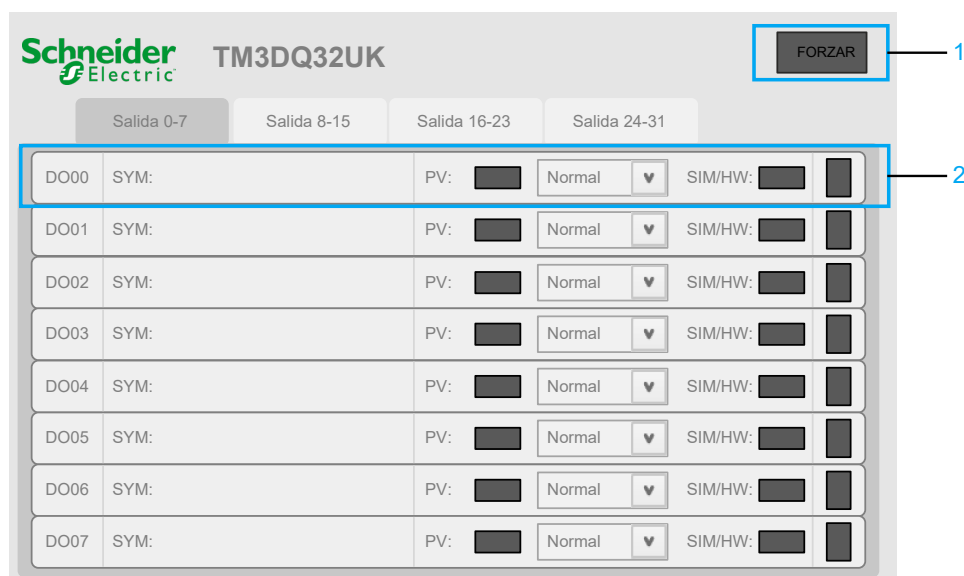 Schneider Electric TM3DQ32UK FORZAR 1
Salida 0-7 Salida 8-15 Salida 16-23 Salida 24-31
DO00 SYM: PV: Normal SIM/HW: 2
DO01 SYM: PV: Normal SIM/HW:
DO02 SYM: PV: Normal SIM/HW:
DO03 SYM: PV: Normal SIM/HW:
DO04 SYM: PV: Normal SIM/HW:
DO05 SYM: PV: Normal SIM/HW:
DO06 SYM: PV: Normal SIM/HW:
DO07 SYM: PV: Normal SIM/HW: